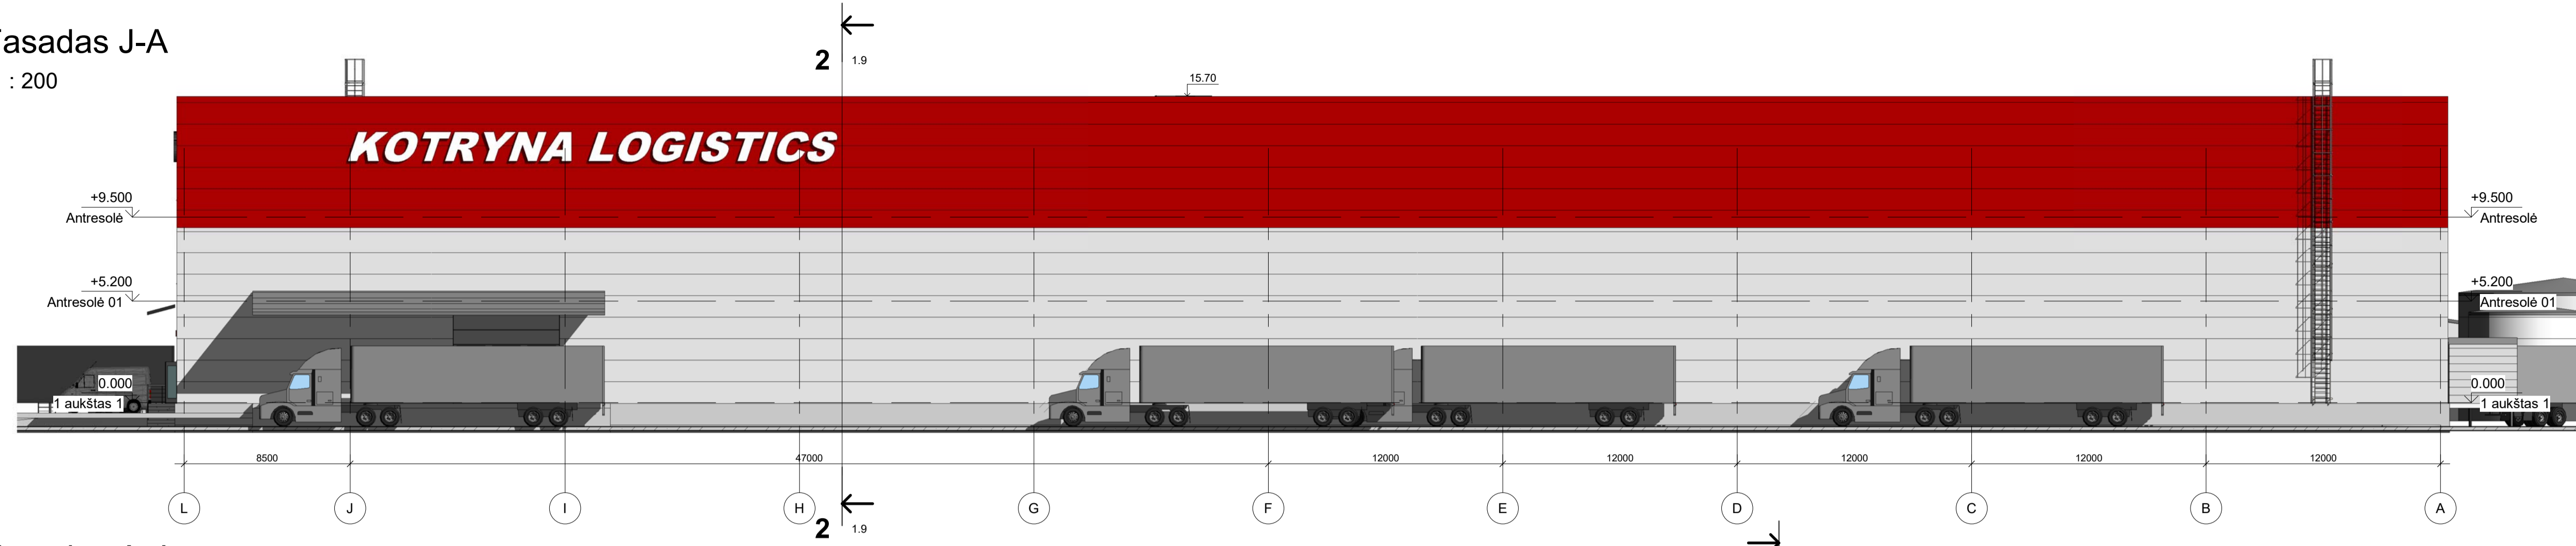 asadas J-A
: 200
2
1.9
15.70
KOTRYNA LOGISTICS
+9.500
Antresolė
+9.500
Antresolė
+5.200
Antresolė 01
+5.200
Antresolė 01
0.000
1 aukštas 1
0.000
1 aukštas 1
8500
47000
12000
12000
12000
12000
12000
L
J
I
H
G
F
E
D
C
B
A
2
1.9